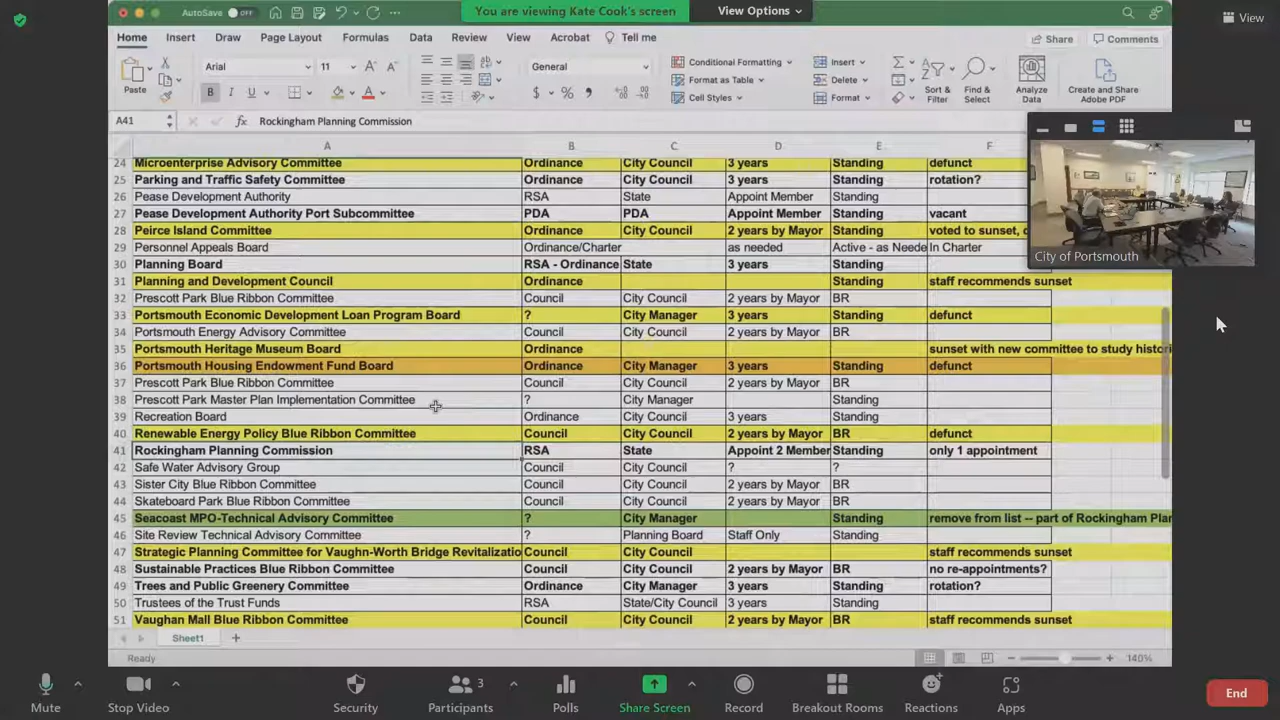 AutoSave OFF
You are viewing Kate Cook's screen
View Options
View
Home Insert Draw Page Layout Formulas Data Review View Acrobat Tell me
Share Comments
Paste
Arial 11
B I U
General
Conditional Formatting
Format as Table
Cell Styles
Insert
Delete
Format
Sort & Filter
Find & Select
Analyze Data
Create and Share Adobe PDF
A41 fx Rockingham Planning Commission
A B C D E F
24 Microenterprise Advisory Committee Ordinance City Council 3 years Standing defunct
25 Parking and Traffic Safety Committee Ordinance City Council 3 years Standing rotation?
26 Pease Development Authority RSA State Appoint Member Standing
27 Pease Development Authority Port Subcommittee PDA PDA Appoint Member Standing vacant
28 Peirce Island Committee Ordinance City Council 2 years by Mayor Standing voted to sunset,
29 Personnel Appeals Board Ordinance/Charter as needed Active - as Neede In Charter
30 Planning Board RSA - Ordinance State 3 years Standing
31 Planning and Development Council Ordinance Standing staff recommends sunset
32 Prescott Park Blue Ribbon Committee Council City Council 2 years by Mayor BR
33 Portsmouth Economic Development Loan Program Board ? City Manager 3 years Standing defunct
34 Portsmouth Energy Advisory Committee Council City Council 2 years by Mayor BR
35 Portsmouth Heritage Museum Board Ordinance sunset with new committee to study histori
36 Portsmouth Housing Endowment Fund Board Ordinance City Manager 3 years Standing defunct
37 Prescott Park Blue Ribbon Committee Council City Council 2 years by Mayor BR
38 Prescott Park Master Plan Implementation Committee ? City Manager Standing
39 Recreation Board Ordinance City Council 3 years Standing
40 Renewable Energy Policy Blue Ribbon Committee Council City Council 2 years by Mayor BR defunct
41 Rockingham Planning Commission RSA State Appoint 2 Member Standing only 1 appointment
42 Safe Water Advisory Group Council City Council ? ?
43 Sister City Blue Ribbon Committee Council City Council 2 years by Mayor BR
44 Skateboard Park Blue Ribbon Committee Council City Council 2 years by Mayor BR
45 Seacoast MPO-Technical Advisory Committee ? City Manager Standing remove from list -- part of Rockingham Plan
46 Site Review Technical Advisory Committee ? Planning Board Staff Only Standing
47 Strategic Planning Committee for Vaughn-Worth Bridge Revitalizatio Council City Council staff recommends sunset
48 Sustainable Practices Blue Ribbon Committee Council City Council 2 years by Mayor BR no re-appointments?
49 Trees and Public Greenery Committee Ordinance City Manager 3 years Standing rotation?
50 Trustees of the Trust Funds RSA State/City Council 3 years Standing
51 Vaughan Mall Blue Ribbon Committee Council City Council 2 years by Mayor BR staff recommends sunset
City of Portsmouth
Sheet1
Ready 140%
Mute Stop Video Security Participants 3 Polls Share Screen Record Breakout Rooms Reactions Apps End